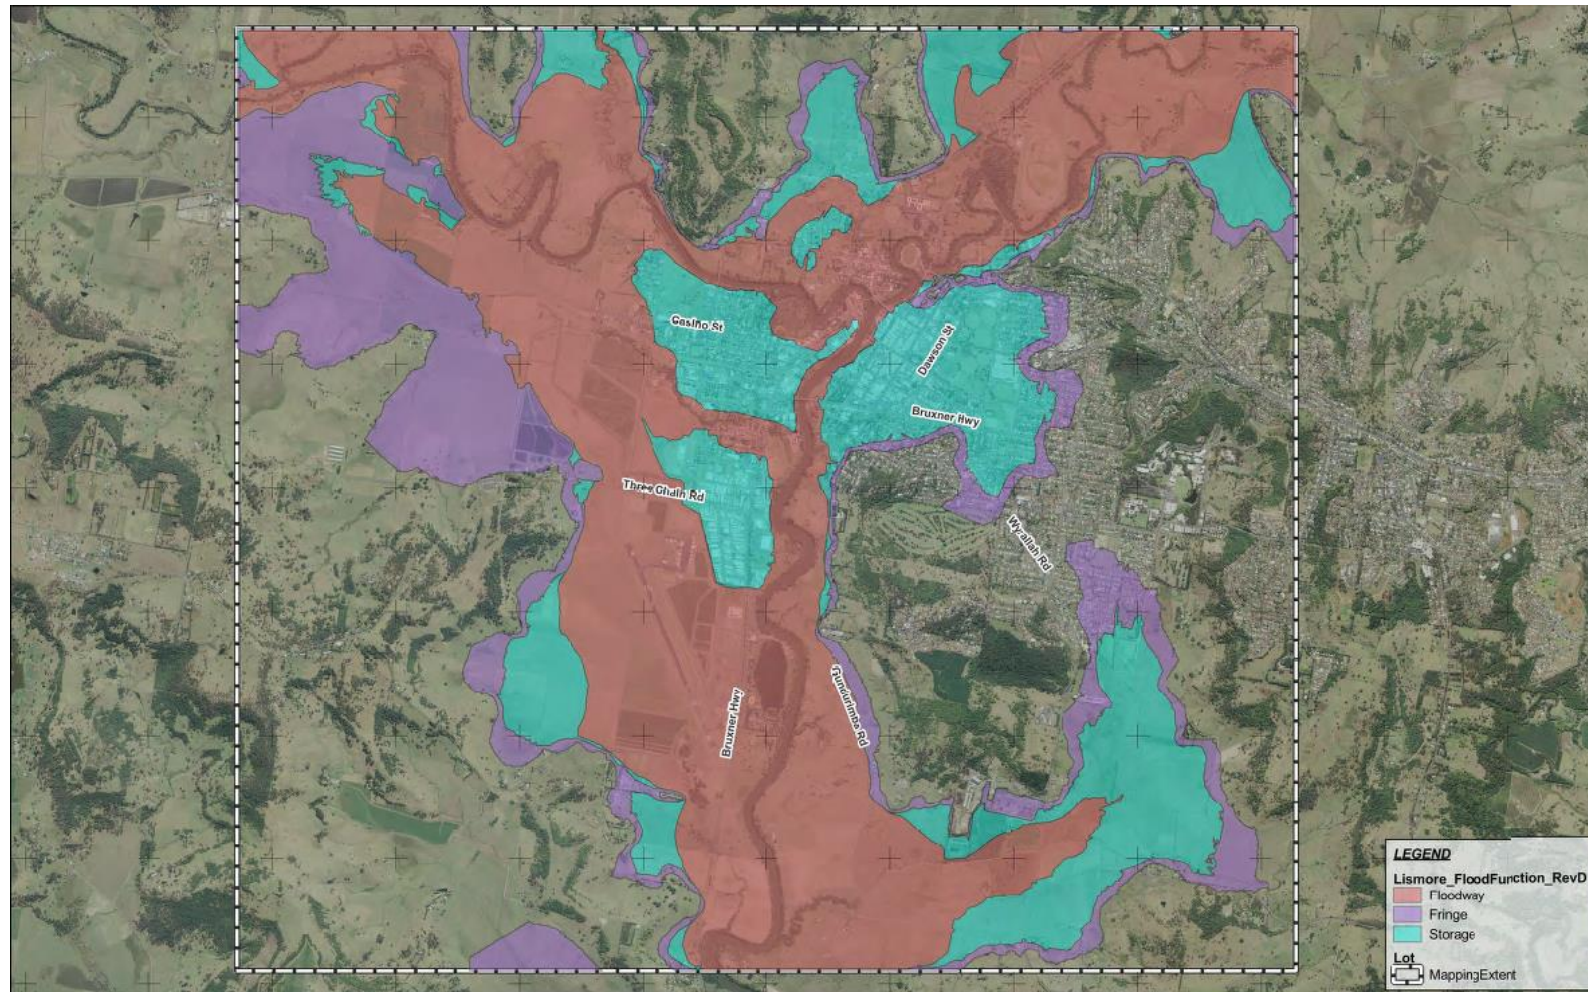 Casino St
Dawson St
Bruxner Hwy
Three Chain Rd
Wyrallah Rd
Bruxner Hwy
Gundurimba Rd
LEGEND
Lismore_FloodFunction_RevD
Floodway
Fringe
Storage
Lot
MappingExtent